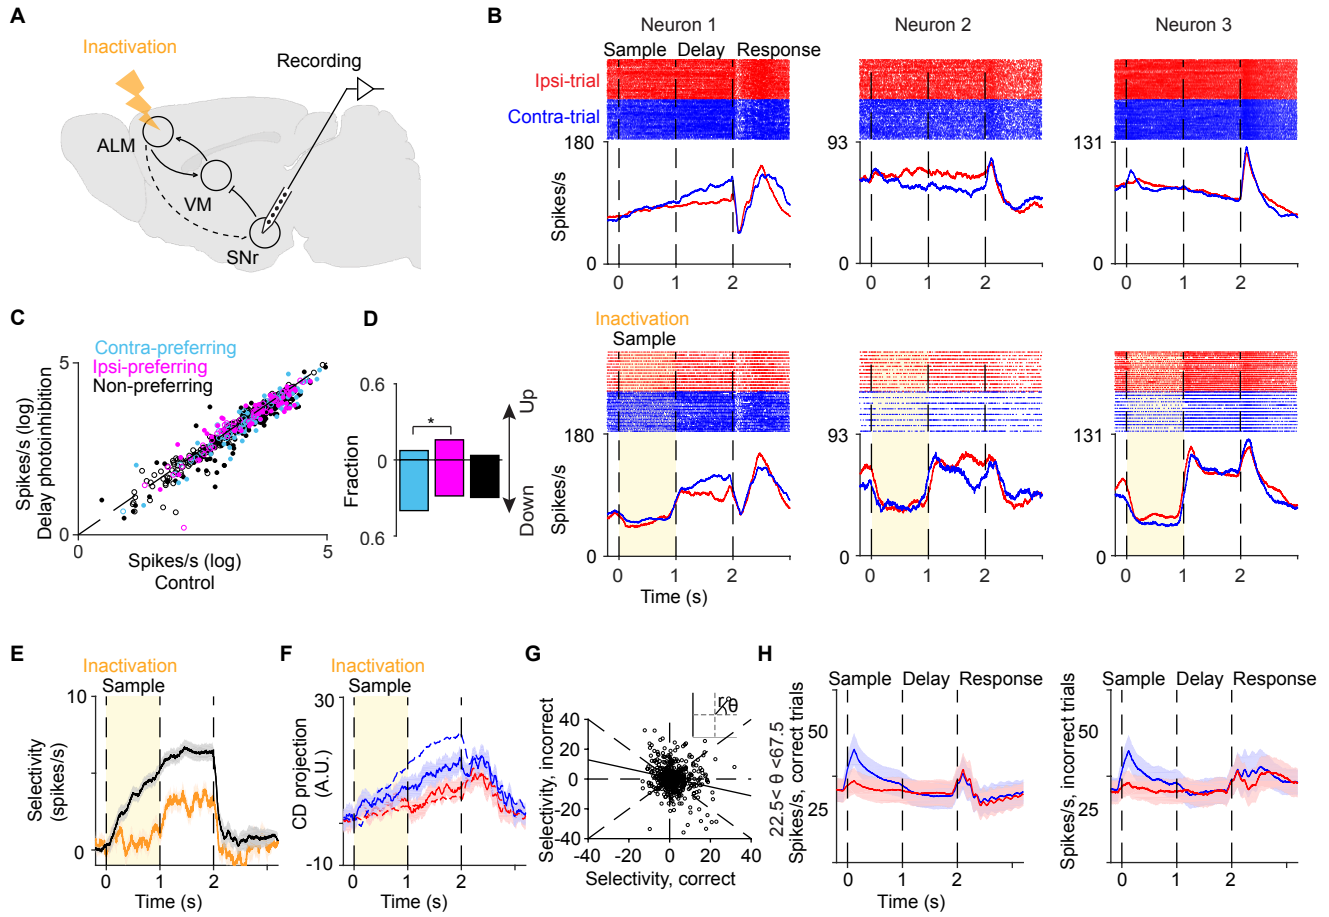 A
Inactivation
Recording
ALM
VM
SNr
B
Neuron 1
Neuron 2
Neuron 3
Sample Delay Response
Ipsi-trial
Contra-trial
180
93
131
Spikes/s
0
0
0
0 1 2
0 1 2
0 1 2
Inactivation
Sample
180
93
131
Spikes/s
0
0
0
0 1 2
0 1 2
0 1 2
Time (s)
C
Contra-preferring
Ipsi-preferring
Non-preferring
5
Spikes/s (log)
Delay photoinhibition
0
0
5
Spikes/s (log)
Control
D
0.6
0
0.6
Fraction
*
Up
Down
E
Inactivation
Sample
10
5
0
Selectivity
(spikes/s)
0 1 2
Time (s)
F
Inactivation
Sample
30
-10
CD projection
(A.U.)
0 1 2
Time (s)
G
r
θ
Selectivity, incorrect
40
20
0
-20
-40
-40 -20 0 20 40
Selectivity, correct
H
Sample Delay Response
22.5< θ <67.5
Spikes/s, correct trials
50
25
0 1 2
Time (s)
Sample Delay Response
Spikes/s, incorrect trials
50
25
0 1 2